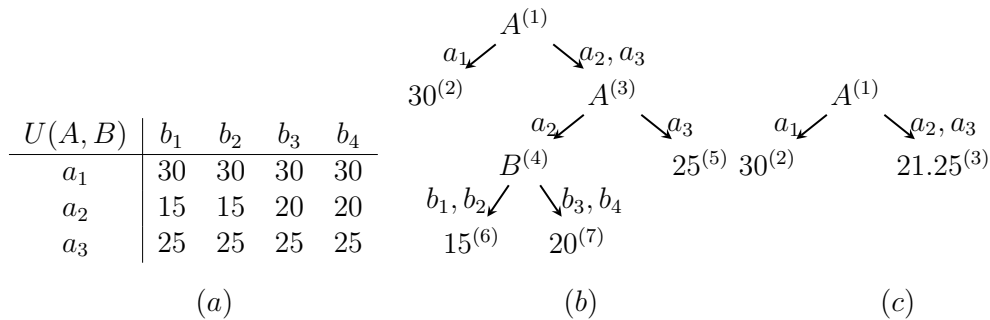 U(A, B) b₁ b₂ b₃ b₄
a₁ 30 30 30 30
a₂ 15 15 20 20
a₃ 25 25 25 25
(a)
A⁽¹⁾
a₁ a₂, a₃
30⁽²⁾ A⁽³⁾
a₂ a₃
B⁽⁴⁾ 25⁽⁵⁾
b₁, b₂ b₃, b₄
15⁽⁶⁾ 20⁽⁷⁾
(b)
A⁽¹⁾
a₁ a₂, a₃
30⁽²⁾ 21.25⁽³⁾
(c)